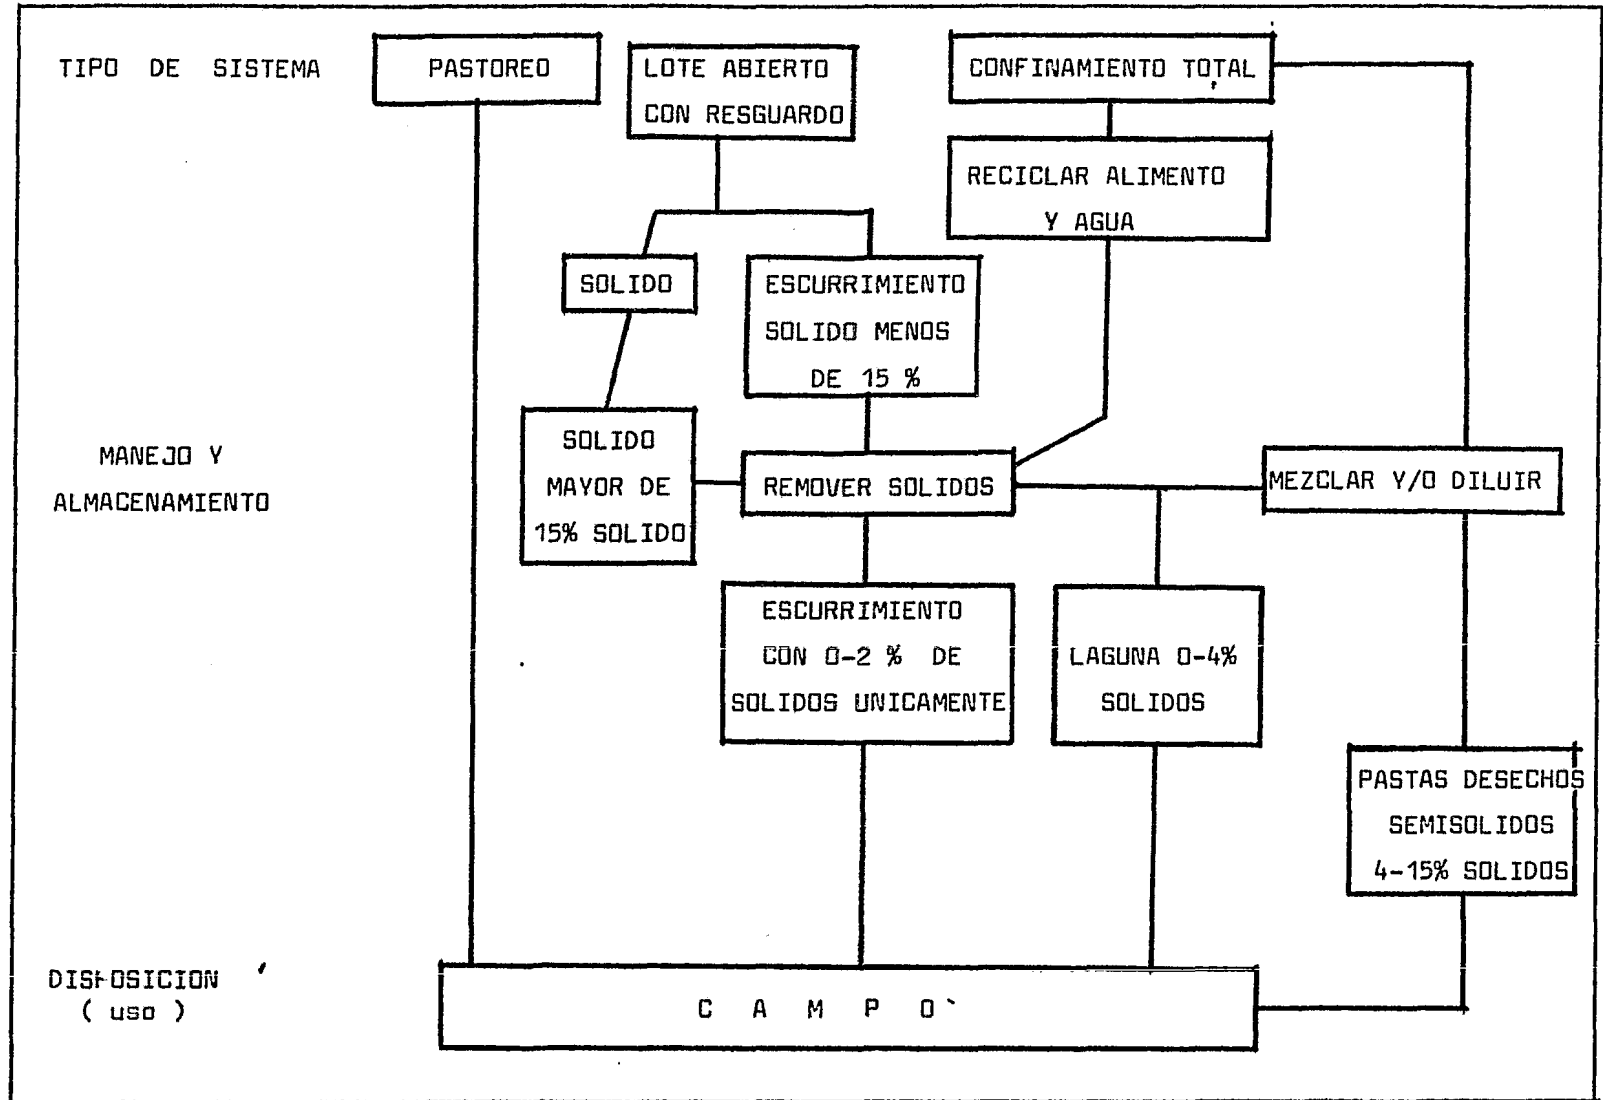 TIPO DE SISTEMA
PASTOREO
LOTE ABIERTO
CON RESGUARDO
CONFINAMIENTO TOTAL
RECICLAR ALIMENTO
Y AGUA
SOLIDO
ESCURRIMIENTO
SOLIDO MENOS
DE 15 %
MANEJO Y
ALMACENAMIENTO
SOLIDO
MAYOR DE
15% SOLIDO
REMOVER SOLIDOS
MEZCLAR Y/O DILUIR
ESCURRIMIENTO
CON 0-2 % DE
SOLIDOS UNICAMENTE
LAGUNA 0-4%
SOLIDOS
PASTAS DESECHOS
SEMISOLIDOS
4-15% SOLIDOS
DISPOSICION
( uso )
C A M P O